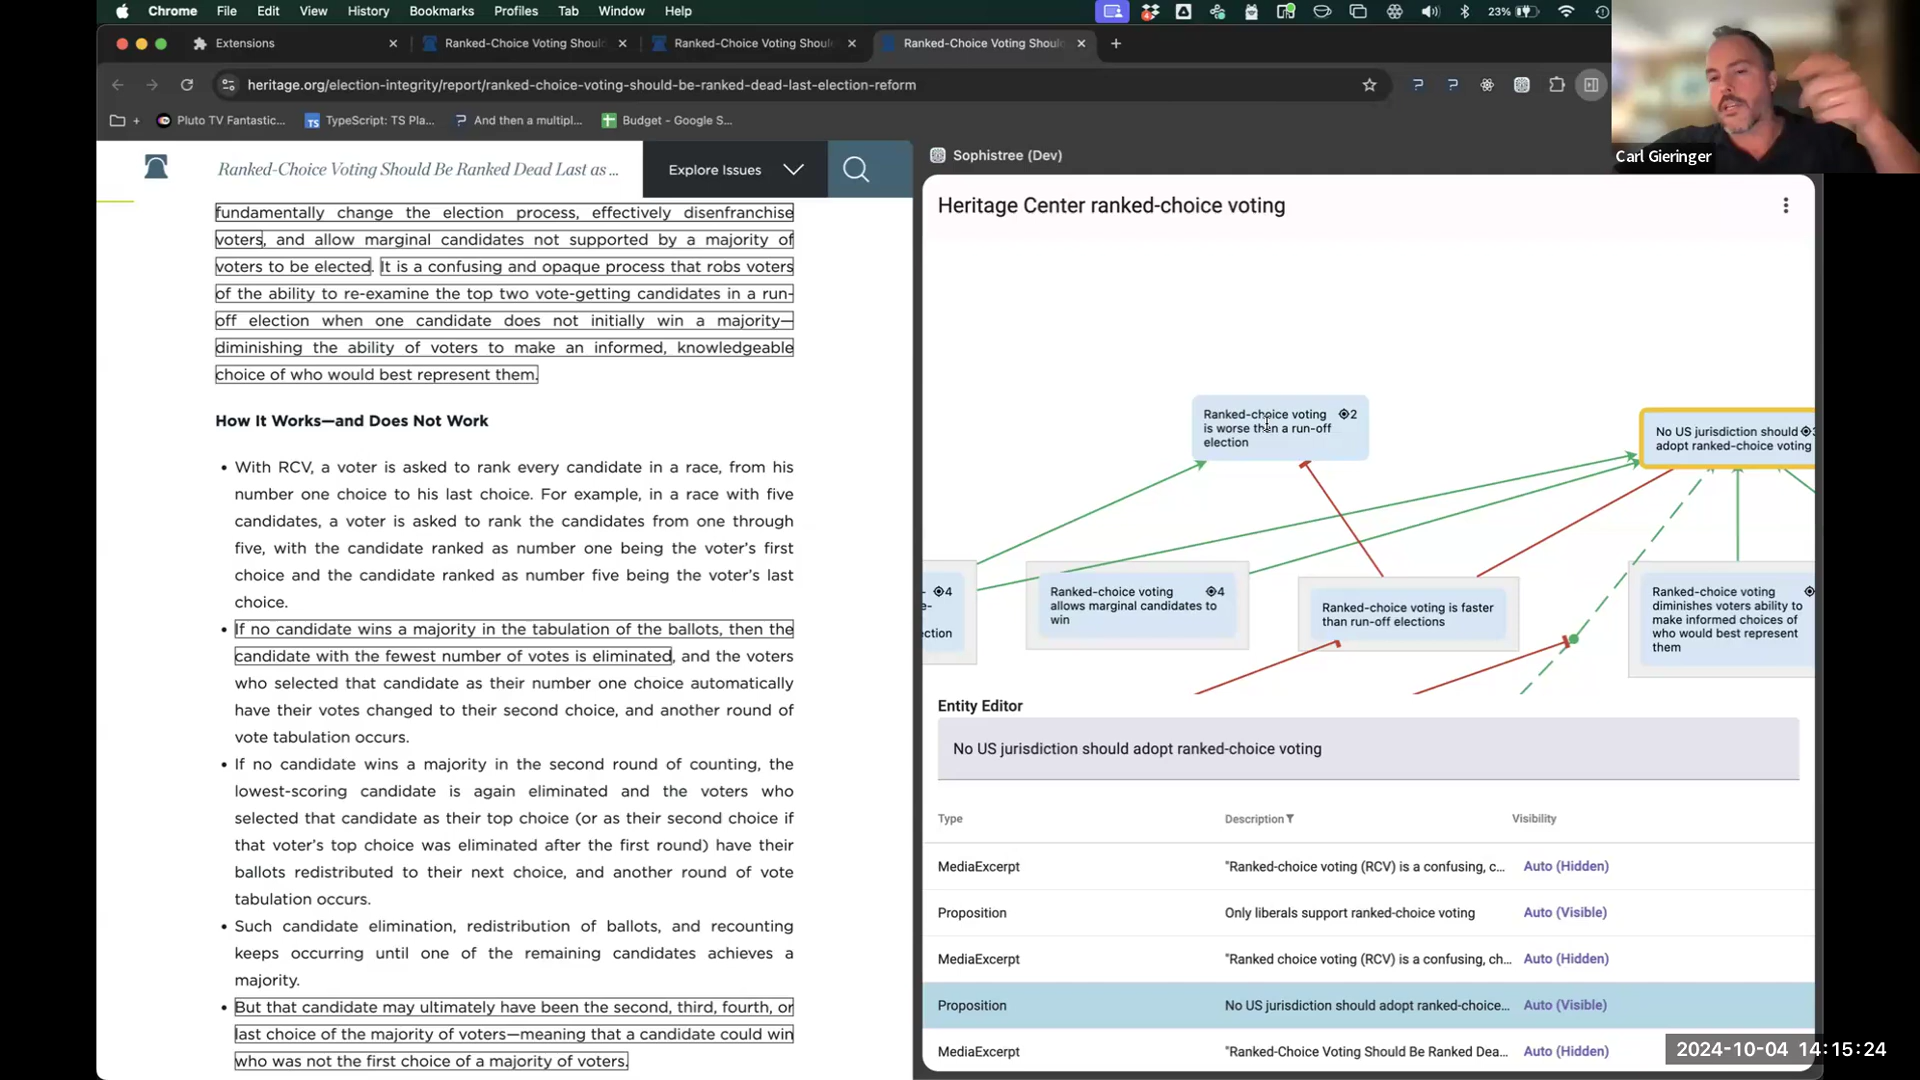 Chrome File Edit View History Bookmarks Profiles Tab Window Help
23%
Extensions
Ranked-Choice Voting Shoul
Ranked-Choice Voting Shoul
Ranked-Choice Voting Shoul
heritage.org/election-integrity/report/ranked-choice-voting-should-be-ranked-dead-last-election-reform
Pluto TV Fantastic...
TS
TypeScript: TS Pla...
And then a multipl...
Budget - Google S...
Carl Gieringer
Ranked-Choice Voting Should Be Ranked Dead Last as ...
Explore Issues
fundamentally change the election process, effectively disenfranchise
voters, and allow marginal candidates not supported by a majority of
voters to be elected. It is a confusing and opaque process that robs voters
of the ability to re-examine the top two vote-getting candidates in a run-
off election when one candidate does not initially win a majority—
diminishing the ability of voters to make an informed, knowledgeable
choice of who would best represent them.
How It Works—and Does Not Work
• With RCV, a voter is asked to rank every candidate in a race, from his
number one choice to his last choice. For example, in a race with five
candidates, a voter is asked to rank the candidates from one through
five, with the candidate ranked as number one being the voter's first
choice and the candidate ranked as number five being the voter's last
choice.
• If no candidate wins a majority in the tabulation of the ballots, then the
candidate with the fewest number of votes is eliminated, and the voters
who selected that candidate as their number one choice automatically
have their votes changed to their second choice, and another round of
vote tabulation occurs.
• If no candidate wins a majority in the second round of counting, the
lowest-scoring candidate is again eliminated and the voters who
selected that candidate as their top choice (or as their second choice if
that voter's top choice was eliminated after the first round) have their
ballots redistributed to their next choice, and another round of vote
tabulation occurs.
• Such candidate elimination, redistribution of ballots, and recounting
keeps occurring until one of the remaining candidates achieves a
majority.
• But that candidate may ultimately have been the second, third, fourth, or
last choice of the majority of voters—meaning that a candidate could win
who was not the first choice of a majority of voters.
Sophistree (Dev)
Heritage Center ranked-choice voting
Ranked-choice voting 2
is worse than a run-off
election
No US jurisdiction should
adopt ranked-choice voting
- 4
e-
ection
Ranked-choice voting 4
allows marginal candidates to
win
Ranked-choice voting is faster
than run-off elections
Ranked-choice voting
diminishes voters ability to
make informed choices of
who would best represent
them
Entity Editor
No US jurisdiction should adopt ranked-choice voting
Type Description Visibility
MediaExcerpt "Ranked-choice voting (RCV) is a confusing, c... Auto (Hidden)
Proposition Only liberals support ranked-choice voting Auto (Visible)
MediaExcerpt "Ranked choice voting (RCV) is a confusing, ch... Auto (Hidden)
Proposition No US jurisdiction should adopt ranked-choice... Auto (Visible)
MediaExcerpt "Ranked-Choice Voting Should Be Ranked Dea... Auto (Hidden)
2024-10-04 14:15:24